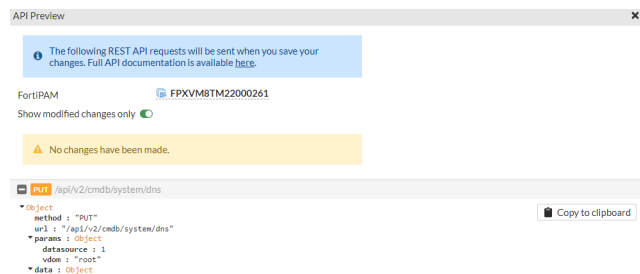 API Preview
The following REST API requests will be sent when you save your
changes. Full API documentation is available here.
FortiPAM FPXVM8TM22000261
Show modified changes only
No changes have been made.
PUT /api/v2/cmdb/system/dns
Object
method : "PUT"
url : "/api/v2/cmdb/system/dns"
params : Object
datasource : 1
vdom : "root"
data : Object
Copy to clipboard